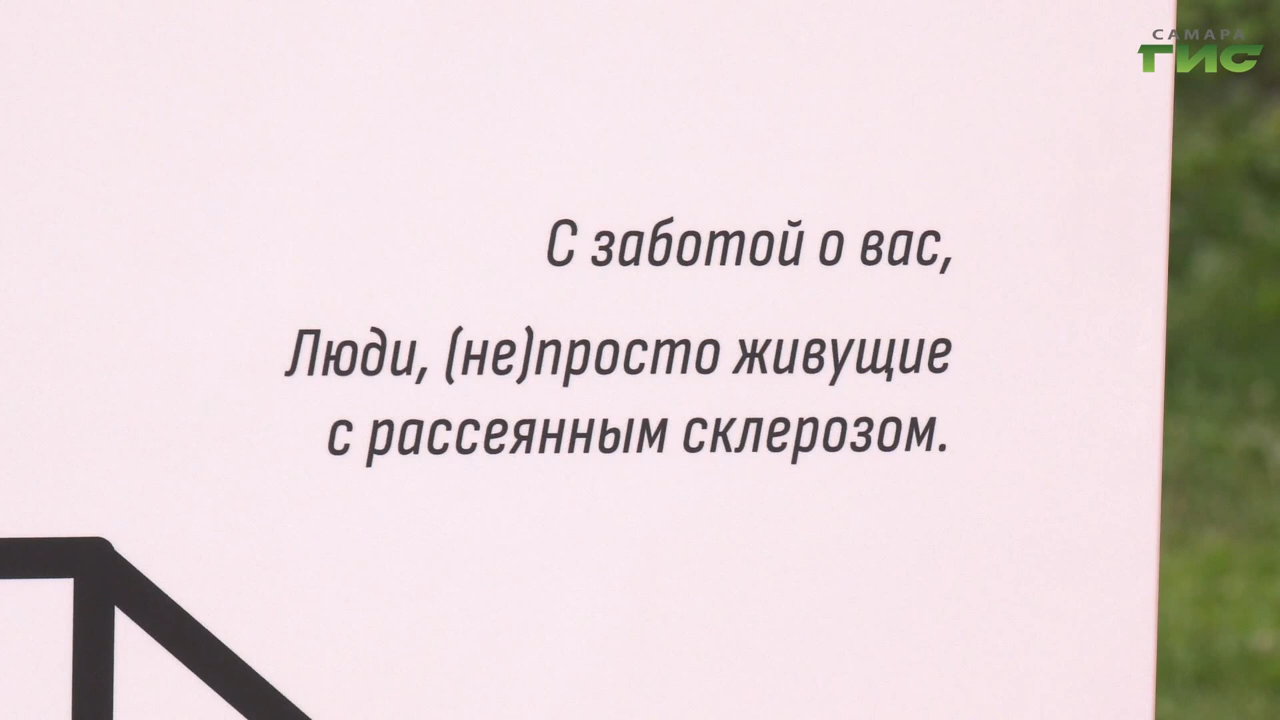 САМАРА
ГИС
С заботой о вас,
Люди, (не)просто живущие
с рассеянным склерозом.